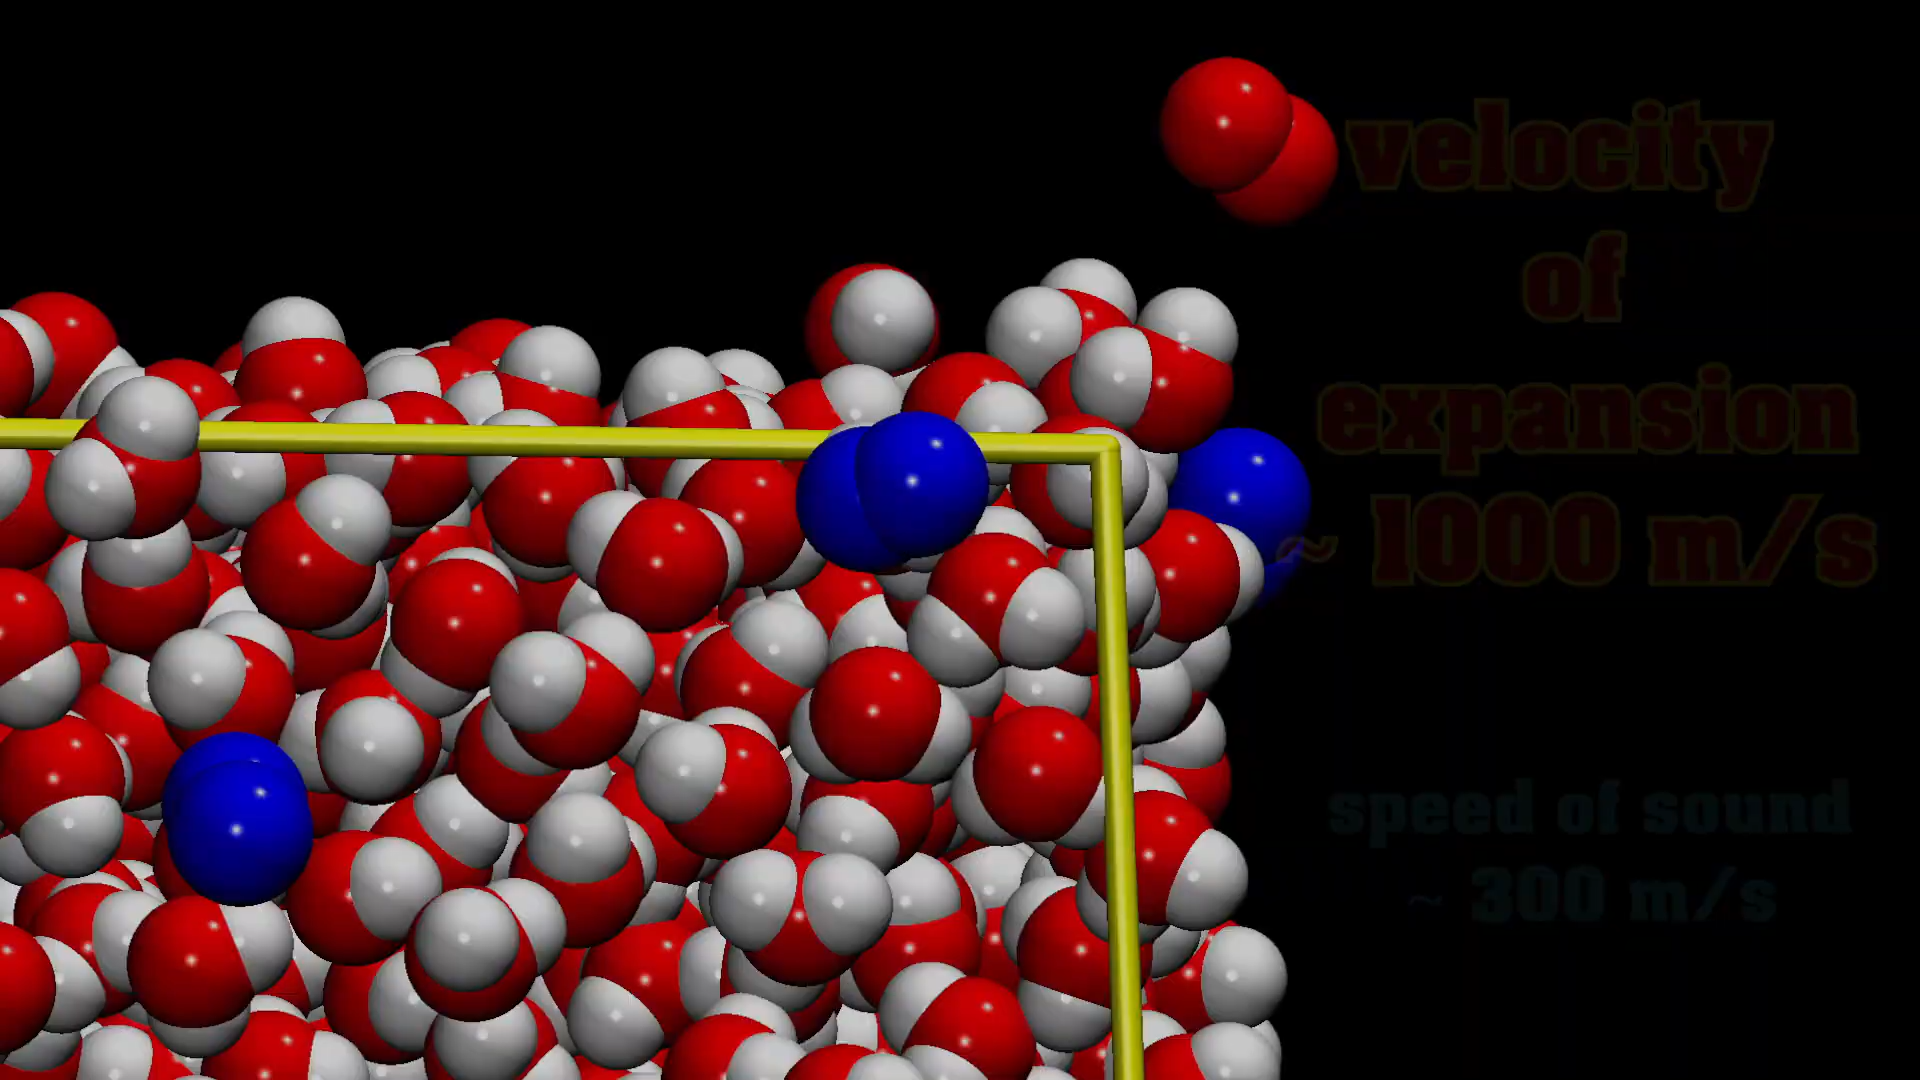 velocity
of
expansion
~ 1000 m/s
speed of sound
~ 300 m/s